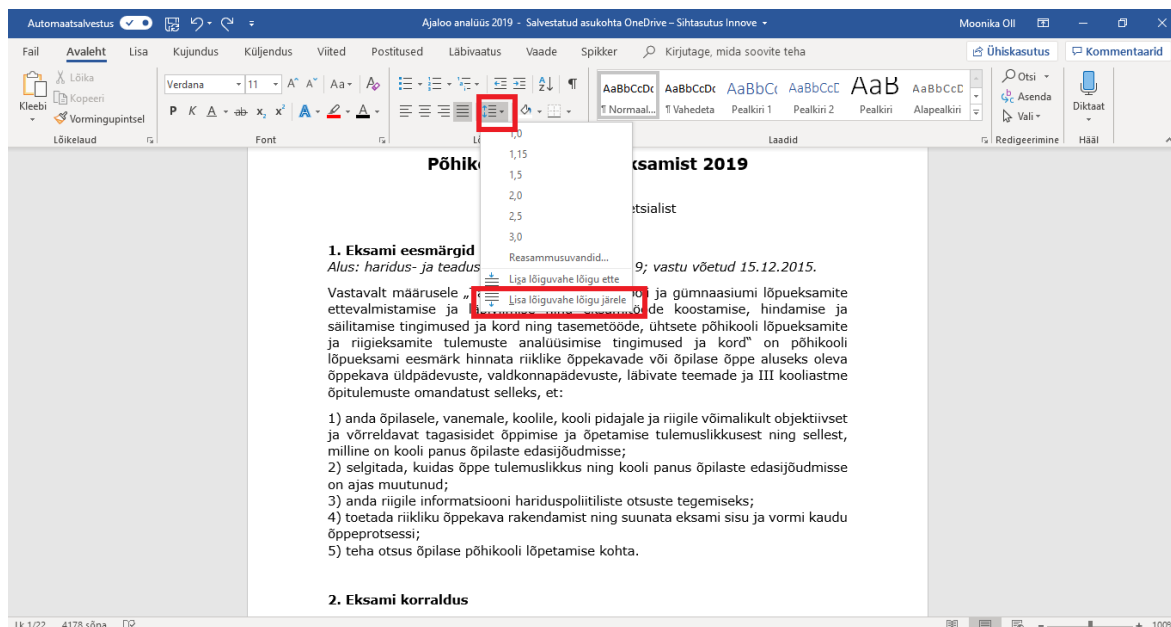 Automaatsalvestus
Ajaloo analüüs 2019 - Salvestatud asukohta OneDrive – Sihtasutus Innove
Moonika Oll
Fail Avaleht Lisa Kujundus Küljendus Viited Postitused Läbivaatus Vaade Spikker Kirjutage, mida soovite teha
Ühiskasutus Kommentaarid
Kleebi
Lõika
Kopeeri
Vormingupintsel
Lõikelaud
Verdana 11 A A Aa A
P K A ab x₂ x² A A
Font
AaBbCcDc AaBbCcDc AaBbCc AaBbCcC AaB AaBbCcD
¶ Normaal... ¶ Vahedeta Pealkiri 1 Pealkiri 2 Pealkiri Alapealkiri
Laadid
Otsi
Asenda
Vali
Redigeerimine
Diktaat
Hääl
1,0
1,15
1,5
2,0
2,5
3,0
Reasammusuvandid...
Lisa lõiguvahe lõigu ette
Lisa lõiguvahe lõigu järele
Põhik ksamist 2019
etsialist
1. Eksami eesmärgid
Alus: haridus- ja teadus 9; vastu võetud 15.12.2015.
Vastavalt määrusele ooli ja gümnaasiumi lõpueksamite
ettevalmistamise ja läbiviimise ning eksamitööde koostamise, hindamise ja
säilitamise tingimused ja kord ning tasemetööde, ühtsete põhikooli lõpueksamite
ja riigieksamite tulemuste analüüsimise tingimused ja kord“ on põhikooli
lõpueksami eesmärk hinnata riiklike õppekavade või õpilase õppe aluseks oleva
õppekava üldpädevuste, valdkonnapädevuste, läbivate teemade ja III kooliastme
õpitulemuste omandatust selleks, et:
1) anda õpilasele, vanemale, koolile, kooli pidajale ja riigile võimalikult objektiivset
ja võrreldavat tagasisidet õppimise ja õpetamise tulemuslikkusest ning sellest,
milline on kooli panus õpilaste edasijõudmisse;
2) selgitada, kuidas õppe tulemuslikkus ning kooli panus õpilaste edasijõudmisse
on ajas muutunud;
3) anda riigile informatsiooni hariduspoliitiliste otsuste tegemiseks;
4) toetada riikliku õppekava rakendamist ning suunata eksami sisu ja vormi kaudu
õppeprotsessi;
5) teha otsus õpilase põhikooli lõpetamise kohta.
2. Eksami korraldus
Lk 1/22 4178 sõna
100%